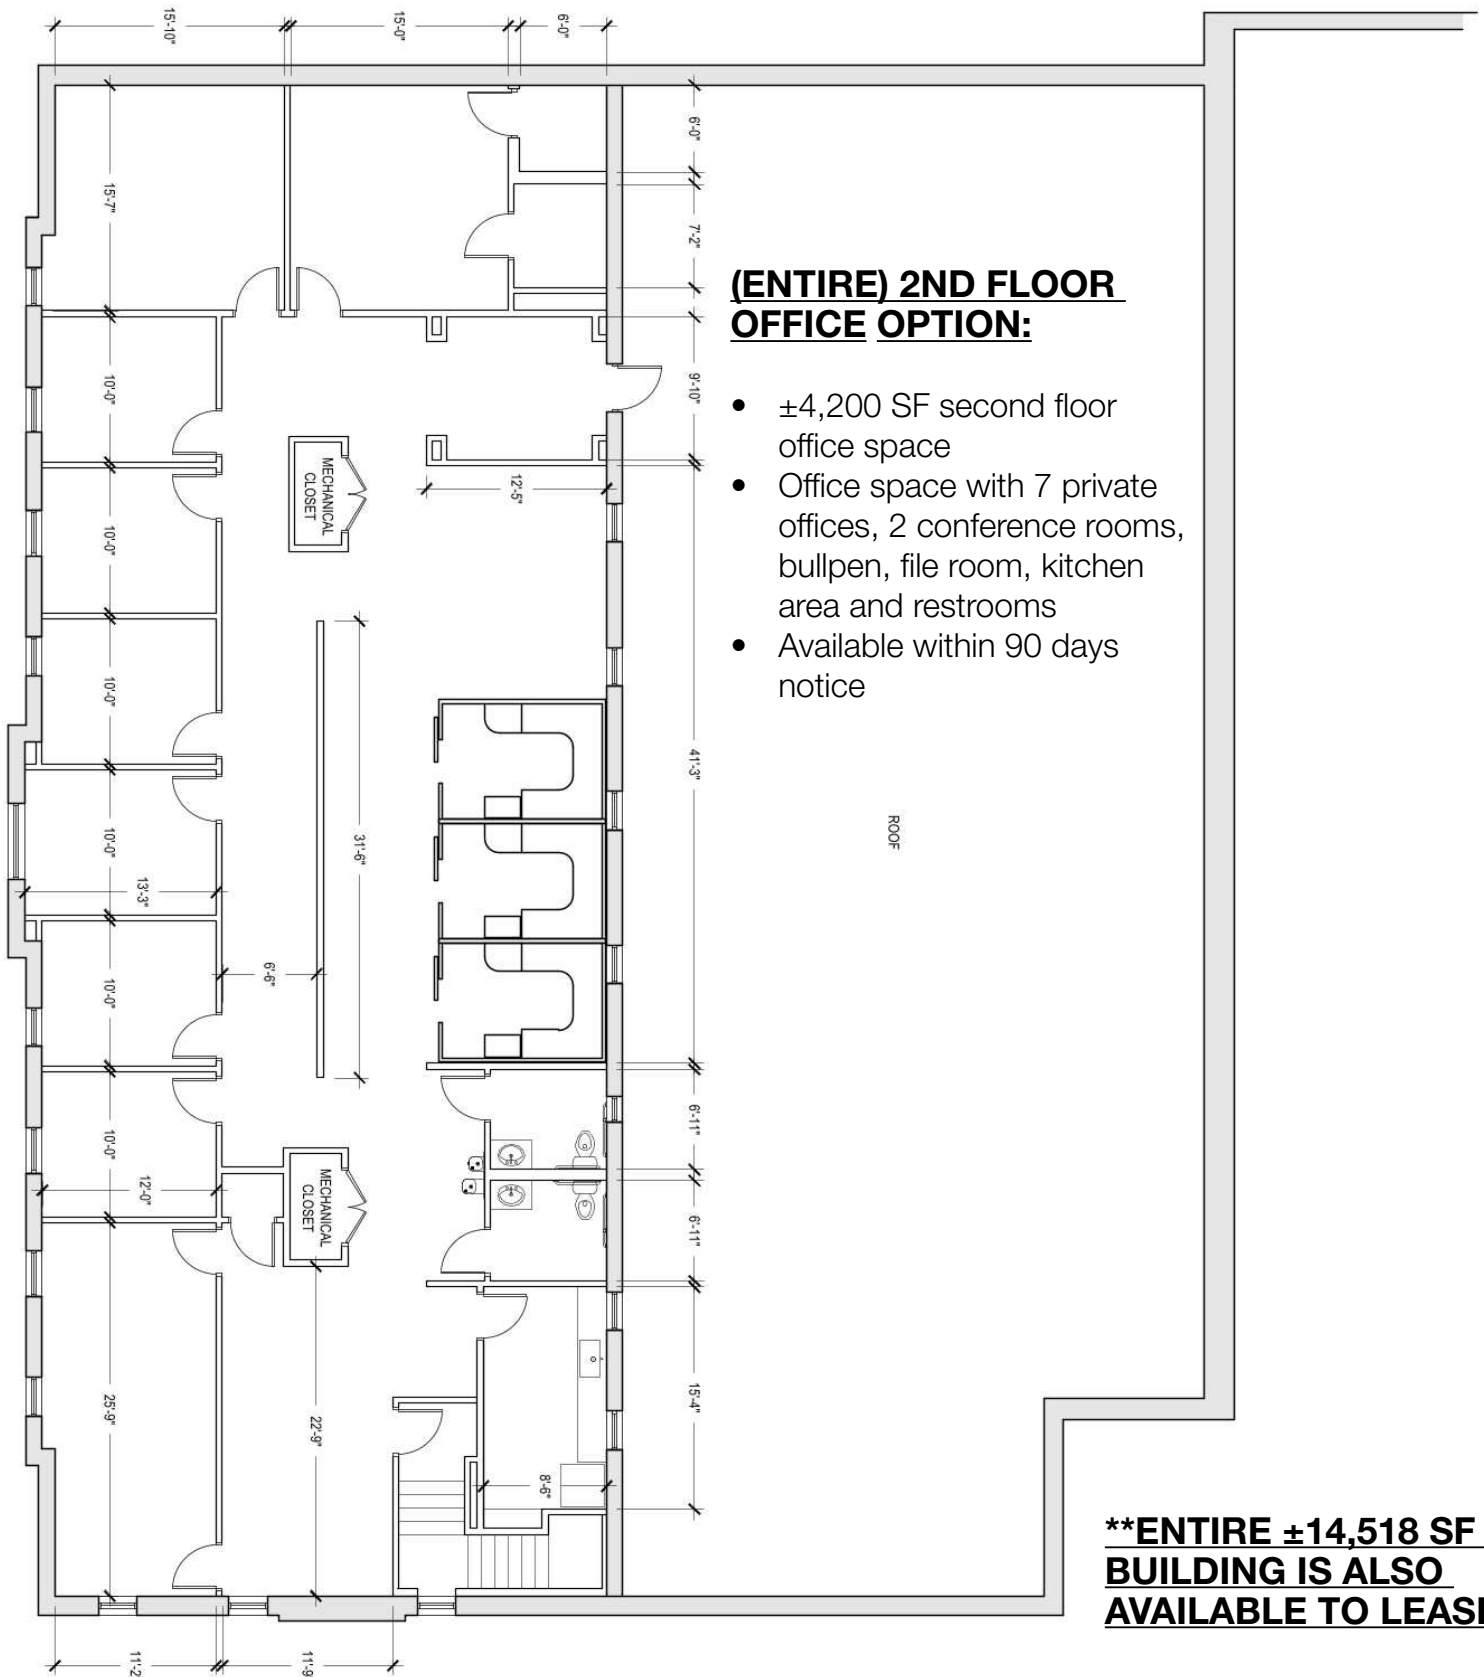 15'-10"
15'-0"
6'-0"
6'-0"
15'-7"
7'-2"
(ENTIRE) 2ND FLOOR
OFFICE OPTION:
9'-10"
10'-0"
• ±4,200 SF second floor
office space
MECHANICAL
CLOSET
12'-5"
• Office space with 7 private
offices, 2 conference rooms,
bullpen, file room, kitchen
area and restrooms
10'-0"
• Available within 90 days
notice
10'-0"
41'-3"
ROOF
10'-0"
31'-6"
13'-3"
6'-6"
10'-0"
6'-11"
10'-0"
12'-0"
MECHANICAL
CLOSET
6'-11"
25'-9"
22'-9"
15'-4"
8'-6"
**ENTIRE ±14,518 SF
BUILDING IS ALSO
AVAILABLE TO LEASE
11'-2
11'-9